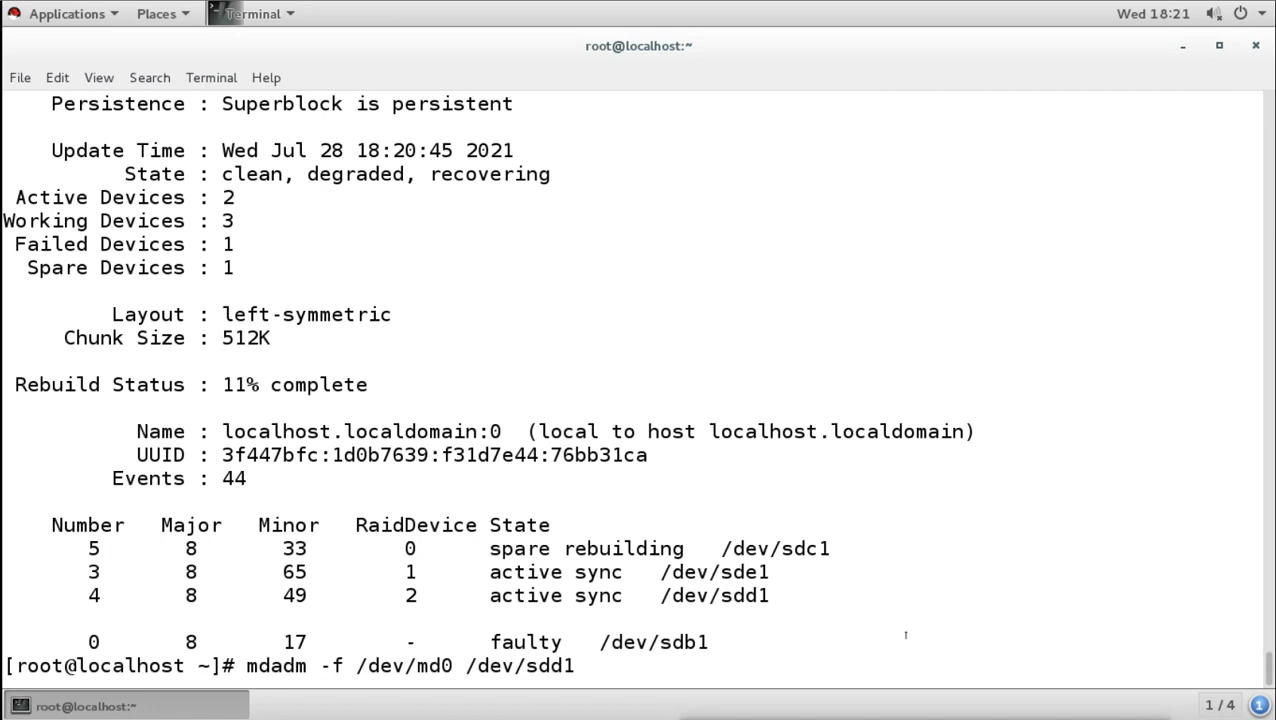 Applications Places Terminal Wed 18:21
root@localhost:~
File Edit View Search Terminal Help
Persistence : Superblock is persistent
Update Time : Wed Jul 28 18:20:45 2021
State : clean, degraded, recovering
Active Devices : 2
Working Devices : 3
Failed Devices : 1
Spare Devices : 1
Layout : left-symmetric
Chunk Size : 512K
Rebuild Status : 11% complete
Name : localhost.localdomain:0 (local to host localhost.localdomain)
UUID : 3f447bfc:1d0b7639:f31d7e44:76bb31ca
Events : 44
Number Major Minor RaidDevice State
5 8 33 0 spare rebuilding /dev/sdc1
3 8 65 1 active sync /dev/sde1
4 8 49 2 active sync /dev/sdd1
0 8 17 - faulty /dev/sdb1
[root@localhost ~]# mdadm -f /dev/md0 /dev/sdd1
root@localhost:~ 1 / 4 1